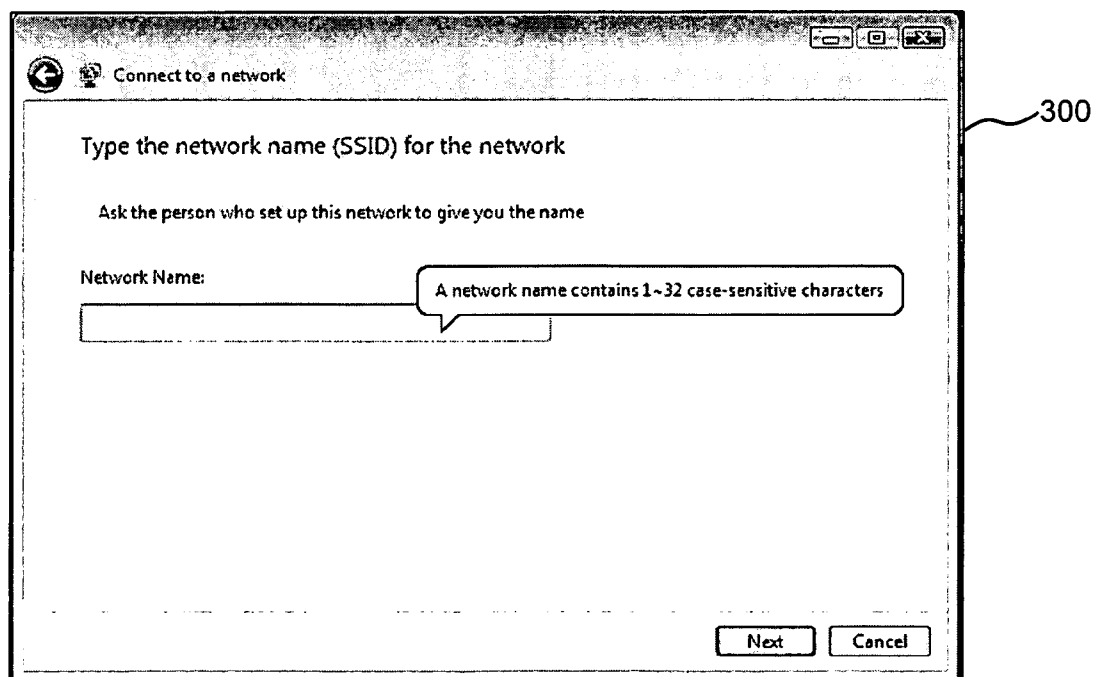 Connect to a network
300
Type the network name (SSID) for the network
Ask the person who set up this network to give you the name
Network Name:
A network name contains 1~32 case-sensitive characters
Next
Cancel